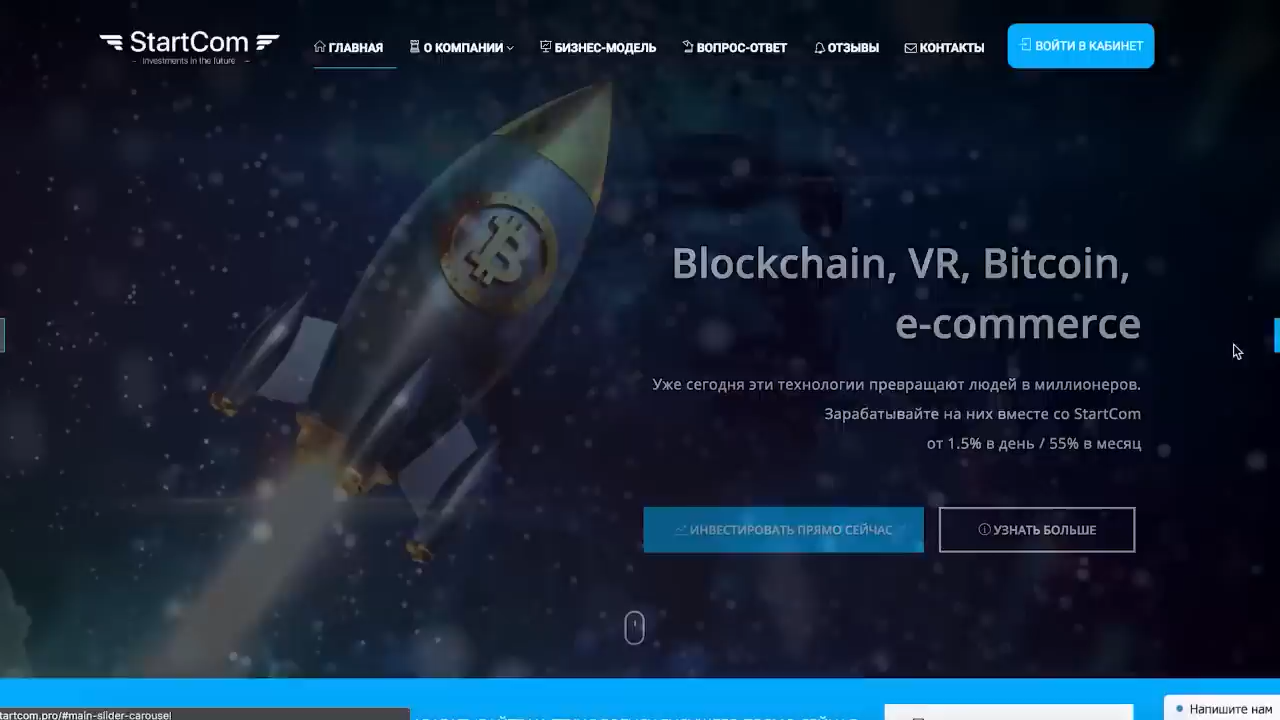 StartCom
investments in the future
ГЛАВНАЯ
О КОМПАНИИ
БИЗНЕС-МОДЕЛЬ
ВОПРОС-ОТВЕТ
ОТЗЫВЫ
КОНТАКТЫ
ВОЙТИ В КАБИНЕТ
Blockchain, VR, Bitcoin,
e-commerce
Уже сегодня эти технологии превращают людей в миллионеров.
Зарабатывайте на них вместе со StartCom
от 1.5% в день / 55% в месяц
ИНВЕСТИРОВАТЬ ПРЯМО СЕЙЧАС
УЗНАТЬ БОЛЬШЕ
tartcom.pro/#main-slider-carousel
Напишите нам